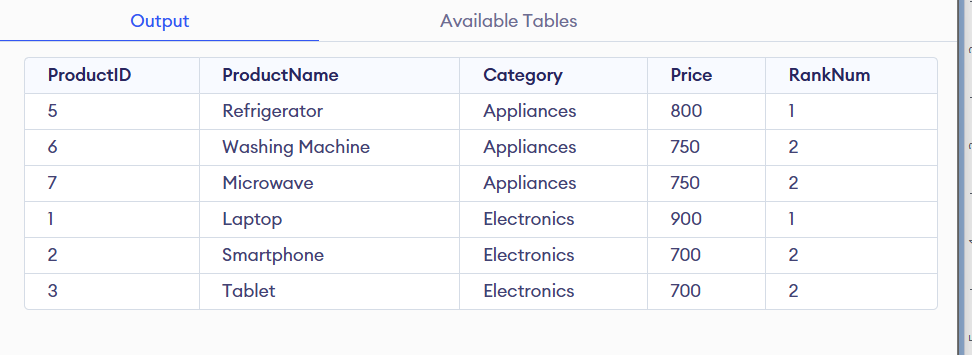 Output Available Tables
ProductID ProductName Category Price RankNum
5 Refrigerator Appliances 800 1
6 Washing Machine Appliances 750 2
7 Microwave Appliances 750 2
1 Laptop Electronics 900 1
2 Smartphone Electronics 700 2
3 Tablet Electronics 700 2